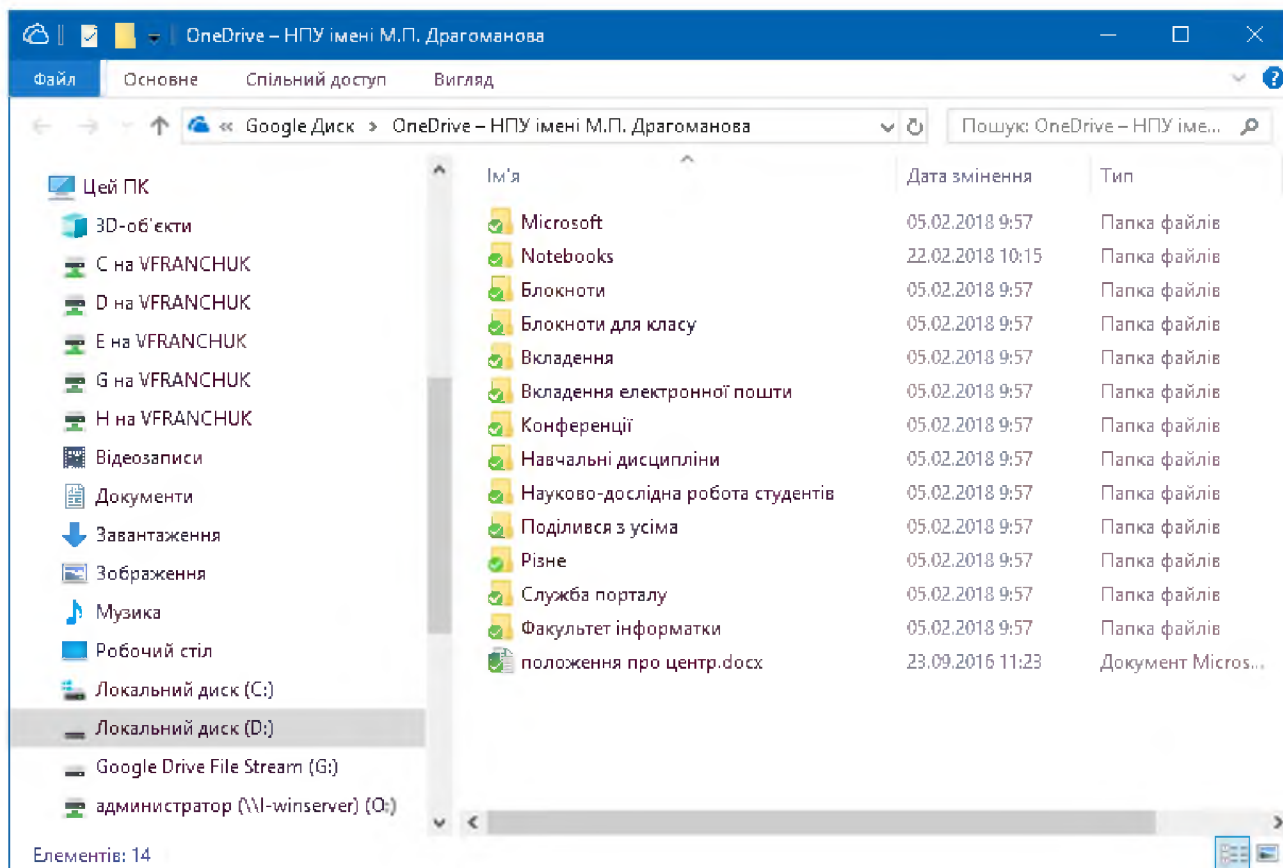 OneDrive – НПУ імені М.П. Драгоманова
Файл Основне Спільний доступ Вигляд
« Google Диск > OneDrive – НПУ імені М.П. Драгоманова
Пошук: OneDrive – НПУ іме...
Цей ПК
3D-об'єкти
C на VFRANCHUK
D на VFRANCHUK
E на VFRANCHUK
G на VFRANCHUK
H на VFRANCHUK
Відеозаписи
Документи
Завантаження
Зображення
Музика
Робочий стіл
Локальний диск (C:)
Локальний диск (D:)
Google Drive File Stream (G:)
администратор (\\I-winserver) (O:)
Ім'я Дата змінення Тип
Microsoft 05.02.2018 9:57 Папка файлів
Notebooks 22.02.2018 10:15 Папка файлів
Блокноти 05.02.2018 9:57 Папка файлів
Блокноти для класу 05.02.2018 9:57 Папка файлів
Вкладення 05.02.2018 9:57 Папка файлів
Вкладення електронної пошти 05.02.2018 9:57 Папка файлів
Конференції 05.02.2018 9:57 Папка файлів
Навчальні дисципліни 05.02.2018 9:57 Папка файлів
Науково-дослідна робота студентів 05.02.2018 9:57 Папка файлів
Поділився з усіма 05.02.2018 9:57 Папка файлів
Різне 05.02.2018 9:57 Папка файлів
Служба порталу 05.02.2018 9:57 Папка файлів
Факультет інформатки 05.02.2018 9:57 Папка файлів
положення про центр.docx 23.09.2016 11:23 Документ Micros...
Елементів: 14